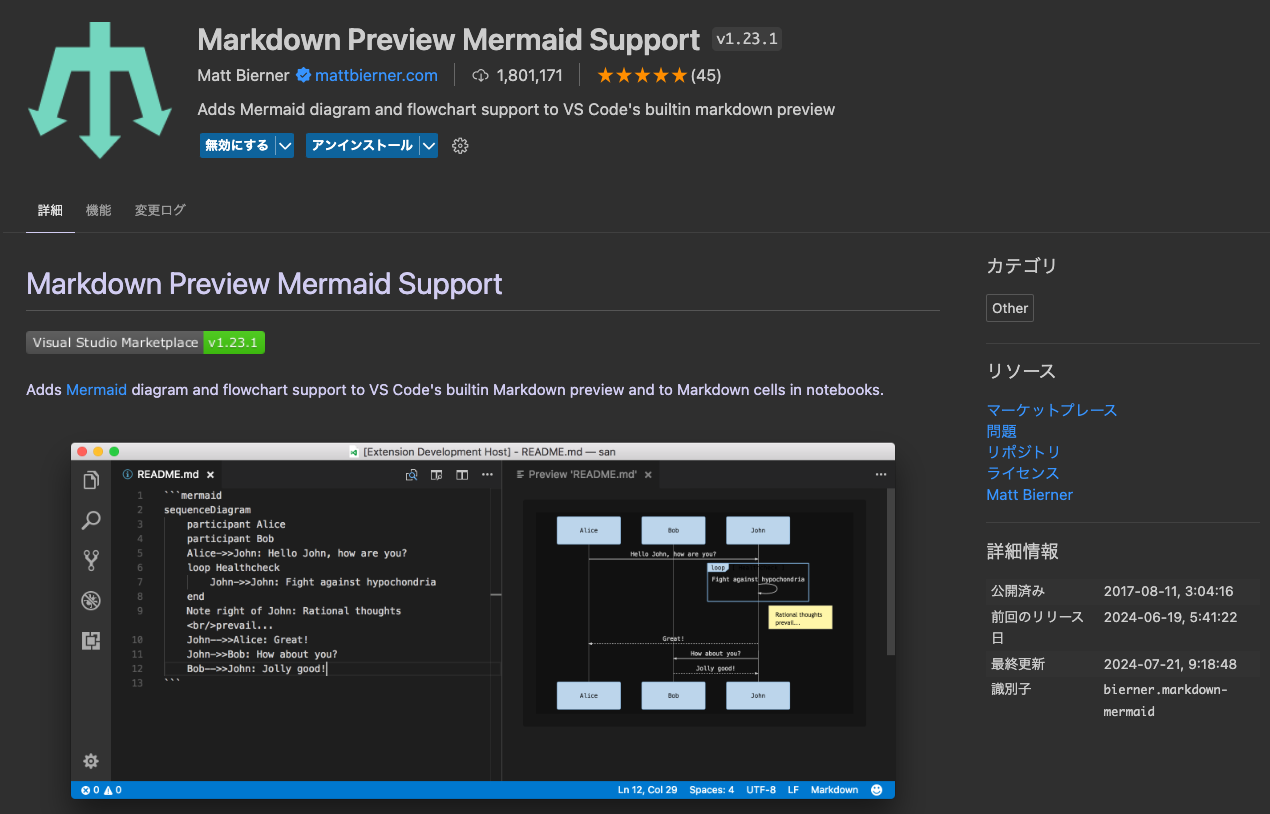 Markdown Preview Mermaid Support v1.23.1
Matt Bierner mattbierner.com 1,801,171 (45)
Adds Mermaid diagram and flowchart support to VS Code's builtin markdown preview
無効にする アンインストール
詳細 機能 変更ログ
Markdown Preview Mermaid Support
Visual Studio Marketplace v1.23.1
Adds Mermaid diagram and flowchart support to VS Code's builtin Markdown preview and to Markdown cells in notebooks.
[Extension Development Host] - README.md — san
README.md
Preview 'README.md'
1 ```mermaid
2 sequenceDiagram
3 participant Alice
4 participant Bob
5 Alice->>John: Hello John, how are you?
6 loop Healthcheck
7 John->>John: Fight against hypochondria
8 end
9 Note right of John: Rational thoughts
<br/>prevail...
10 John-->>Alice: Great!
11 John->>Bob: How about you?
12 Bob-->>John: Jolly good!
13 ```
Alice Bob John
Hello John, how are you?
loop
Fight against hypochondria
Rational thoughts
prevail...
Great!
How about you?
Jolly good!
Alice Bob John
0 0
Ln 12, Col 29 Spaces: 4 UTF-8 LF Markdown
カテゴリ
Other
リソース
マーケットプレース
問題
リポジトリ
ライセンス
Matt Bierner
詳細情報
公開済み 2017-08-11, 3:04:16
前回のリリース 2024-06-19, 5:41:22
日
最終更新 2024-07-21, 9:18:48
識別子 bierner.markdown-
mermaid